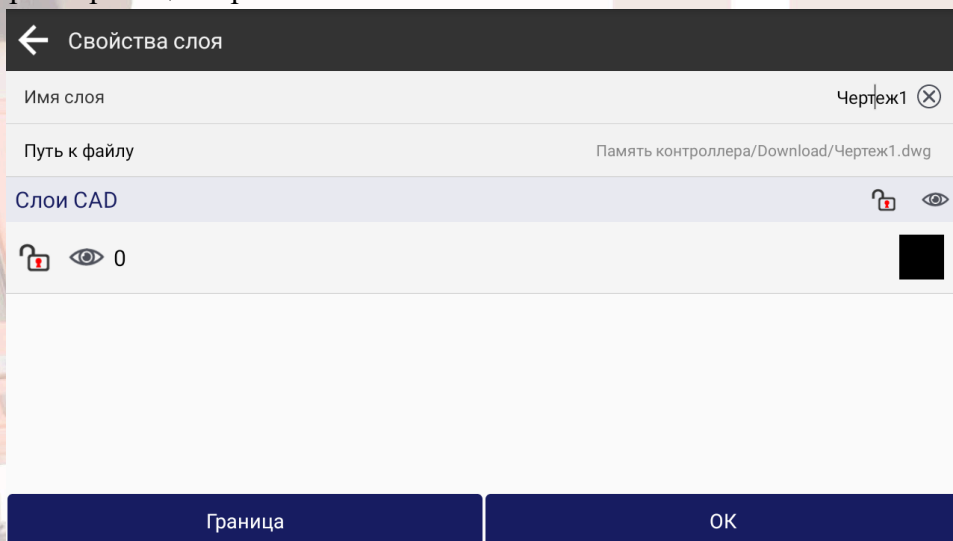 Свойства слоя
Имя слоя Чертеж1
Путь к файлу Память контроллера/Download/Чертеж1.dwg
Слои CAD
0
Граница OK